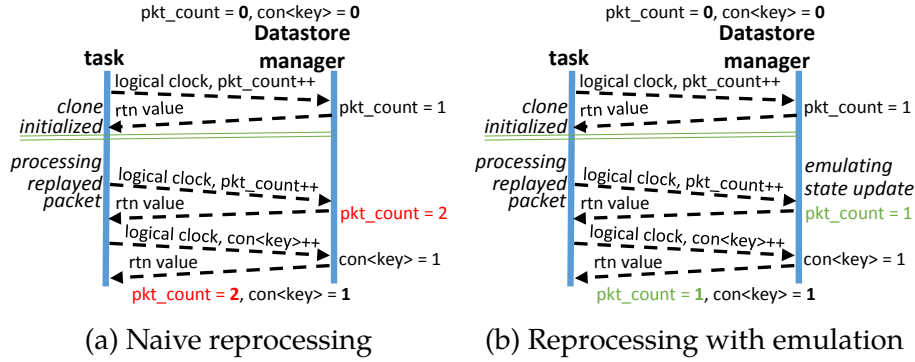 pkt_count = 0, con<key> = 0
Datastore
task manager
logical clock, pkt_count++
clone rtn value pkt_count = 1
initialized
processing
replayed logical clock, pkt_count++
packet rtn value pkt_count = 2
logical clock, con<key>++
rtn value con<key> = 1
pkt_count = 2, con<key> = 1
(a) Naive reprocessing
pkt_count = 0, con<key> = 0
Datastore
task manager
logical clock, pkt_count++
clone rtn value pkt_count = 1
initialized
processing emulating
replayed logical clock, pkt_count++ state update
packet rtn value pkt_count = 1
logical clock, con<key>++
rtn value con<key> = 1
pkt_count = 1, con<key> = 1
(b) Reprocessing with emulation